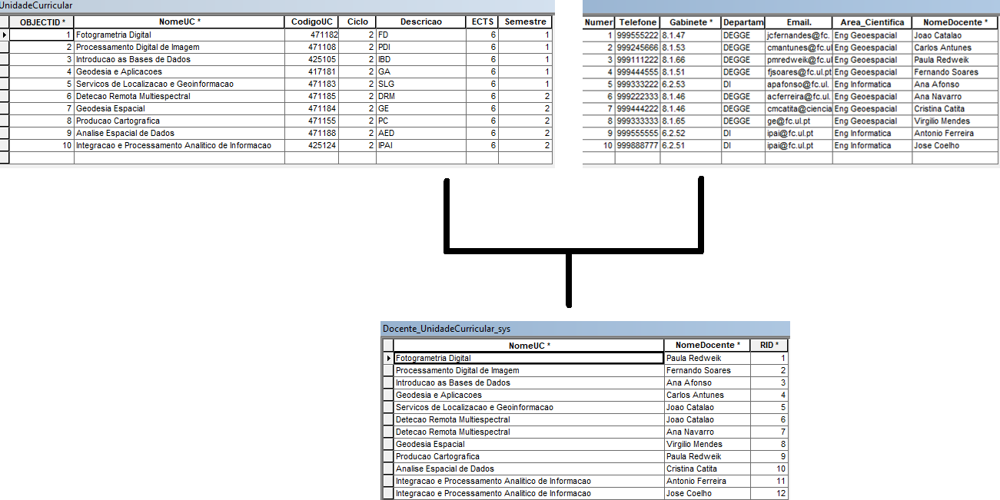 UnidadeCurricular
OBJECTID * NomeUC * CodigoUC Ciclo Descricao ECTS Semestre
1 Fotogrametria Digital 471182 2 FD 6 1
2 Processamento Digital de Imagem 471108 2 PDI 6 1
3 Introducao as Bases de Dados 425105 2 IBD 6 1
4 Geodesia e Aplicacoes 417181 2 GA 6 1
5 Servicos de Localizacao e Geoinformacao 471183 2 SLG 6 1
6 Detecao Remota Multiespectral 471185 2 DRM 6 2
7 Geodesia Espacial 471184 2 GE 6 2
8 Producao Cartografica 471155 2 PC 6 2
9 Analise Espacial de Dados 471188 2 AED 6 2
10 Integracao e Processamento Analitico de Informacao 425124 2 IPAI 6 2
Numer Telefone Gabinete * Departam Email. Area_Cientifica NomeDocente *
1 999555222 8.1.47 DEGGE jcfernandes@fc. Eng Geoespacial Joao Catalao
2 999245666 8.1.53 DEGGE cmantunes@fc.ul Eng Geoespacial Carlos Antunes
3 999111222 8.1.66 DEGGE pmredweik@fc.ul Eng Geoespacial Paula Redweik
4 999444555 8.1.51 DEGGE fjsoares@fc.ul.pt Eng Geoespacial Fernando Soares
5 999333222 6.2.53 DI apafonso@fc.ul. Eng Informatica Ana Afonso
6 999222333 8.1.46 DEGGE acferreira@fc.ul. Eng Geoespacial Ana Navarro
7 999444222 8.1.46 DEGGE cmcatita@ciencia Eng Geoespacial Cristina Catita
8 999333333 8.1.65 DEGGE ge@fc.ul.pt Eng Geoespacial Virgilio Mendes
9 999555555 6.2.52 DI ipai@fc.ul.pt Eng Informatica Antonio Ferreira
10 999888777 6.2.51 DI ipai@fc.ul.pt Eng Informatica Jose Coelho
Docente_UnidadeCurricular_sys
NomeUC * NomeDocente * RID *
Fotogrametria Digital Paula Redweik 1
Processamento Digital de Imagem Fernando Soares 2
Introducao as Bases de Dados Ana Afonso 3
Geodesia e Aplicacoes Carlos Antunes 4
Servicos de Localizacao e Geoinformacao Joao Catalao 5
Detecao Remota Multiespectral Joao Catalao 6
Detecao Remota Multiespectral Ana Navarro 7
Geodesia Espacial Virgilio Mendes 8
Producao Cartografica Paula Redweik 9
Analise Espacial de Dados Cristina Catita 10
Integracao e Processamento Analitico de Informacao Antonio Ferreira 11
Integracao e Processamento Analitico de Informacao Jose Coelho 12